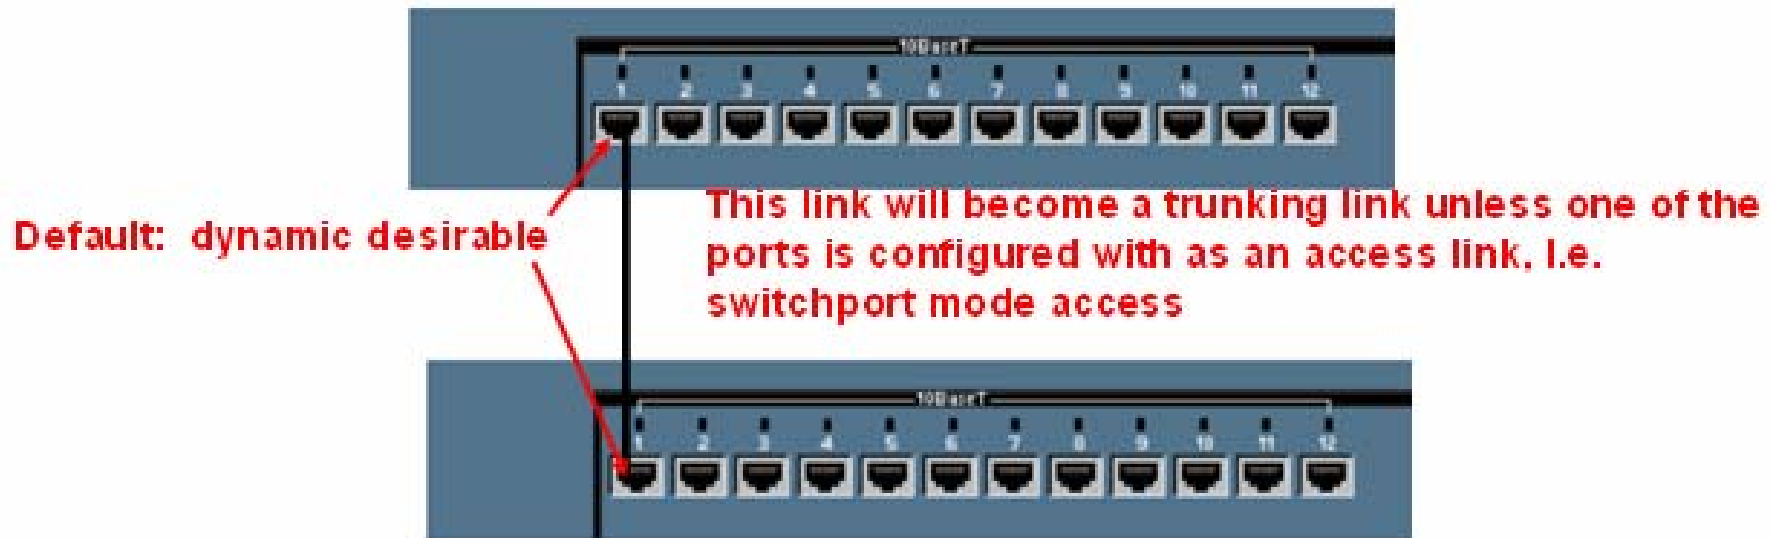 10BaseT
1 2 3 4 5 6 7 8 9 10 11 12
Default: dynamic desirable
This link will become a trunking link unless one of the
ports is configured with as an access link, I.e.
switchport mode access
10BaseT
1 2 3 4 5 6 7 8 9 10 11 12